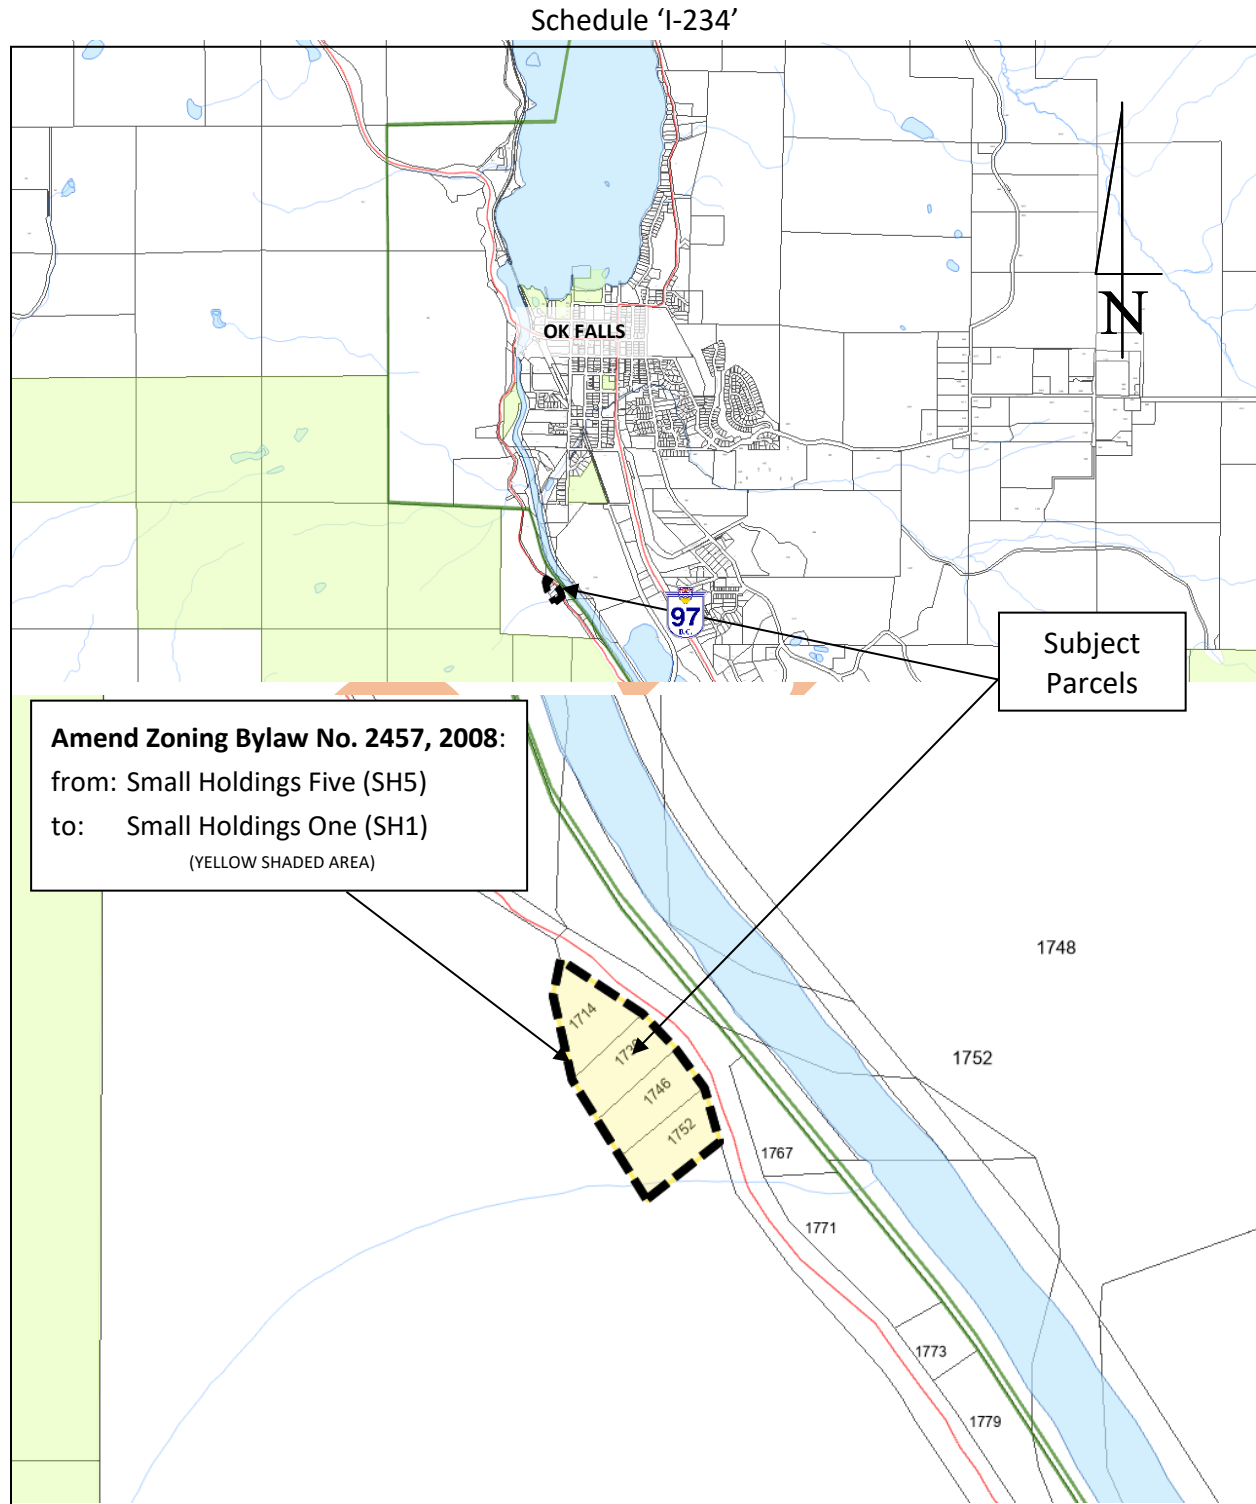 Schedule ‘I-234’
OK FALLS
N
97
B.C.
Subject
Parcels
Amend Zoning Bylaw No. 2457, 2008:
from: Small Holdings Five (SH5)
to: Small Holdings One (SH1)
(YELLOW SHADED AREA)
1748
1714
1752
1746
1752
1767
1771
1773
1779